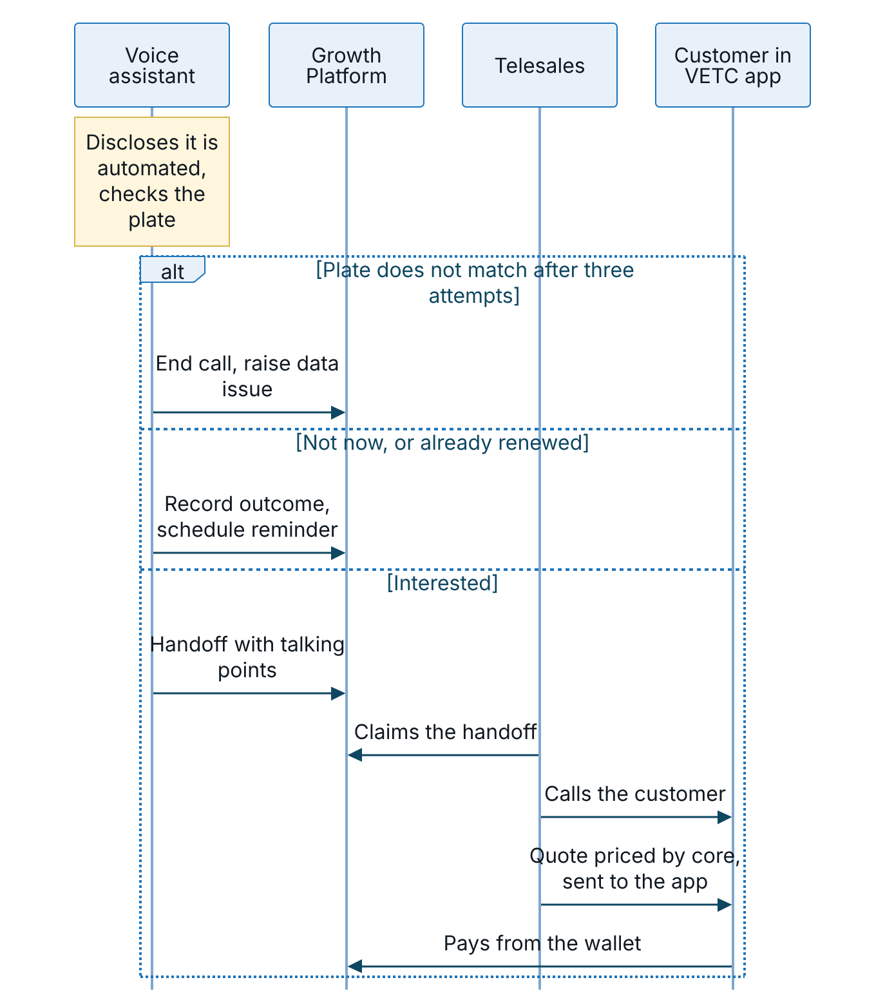 Voice
assistant
Growth
Platform
Telesales
Customer in
VETC app
Discloses it is
automated,
checks the
plate
alt
[Plate does not match after three
attempts]
End call, raise data
issue
[Not now, or already renewed]
Record outcome,
schedule reminder
[Interested]
Handoff with talking
points
Claims the handoff
Calls the customer
Quote priced by core,
sent to the app
Pays from the wallet